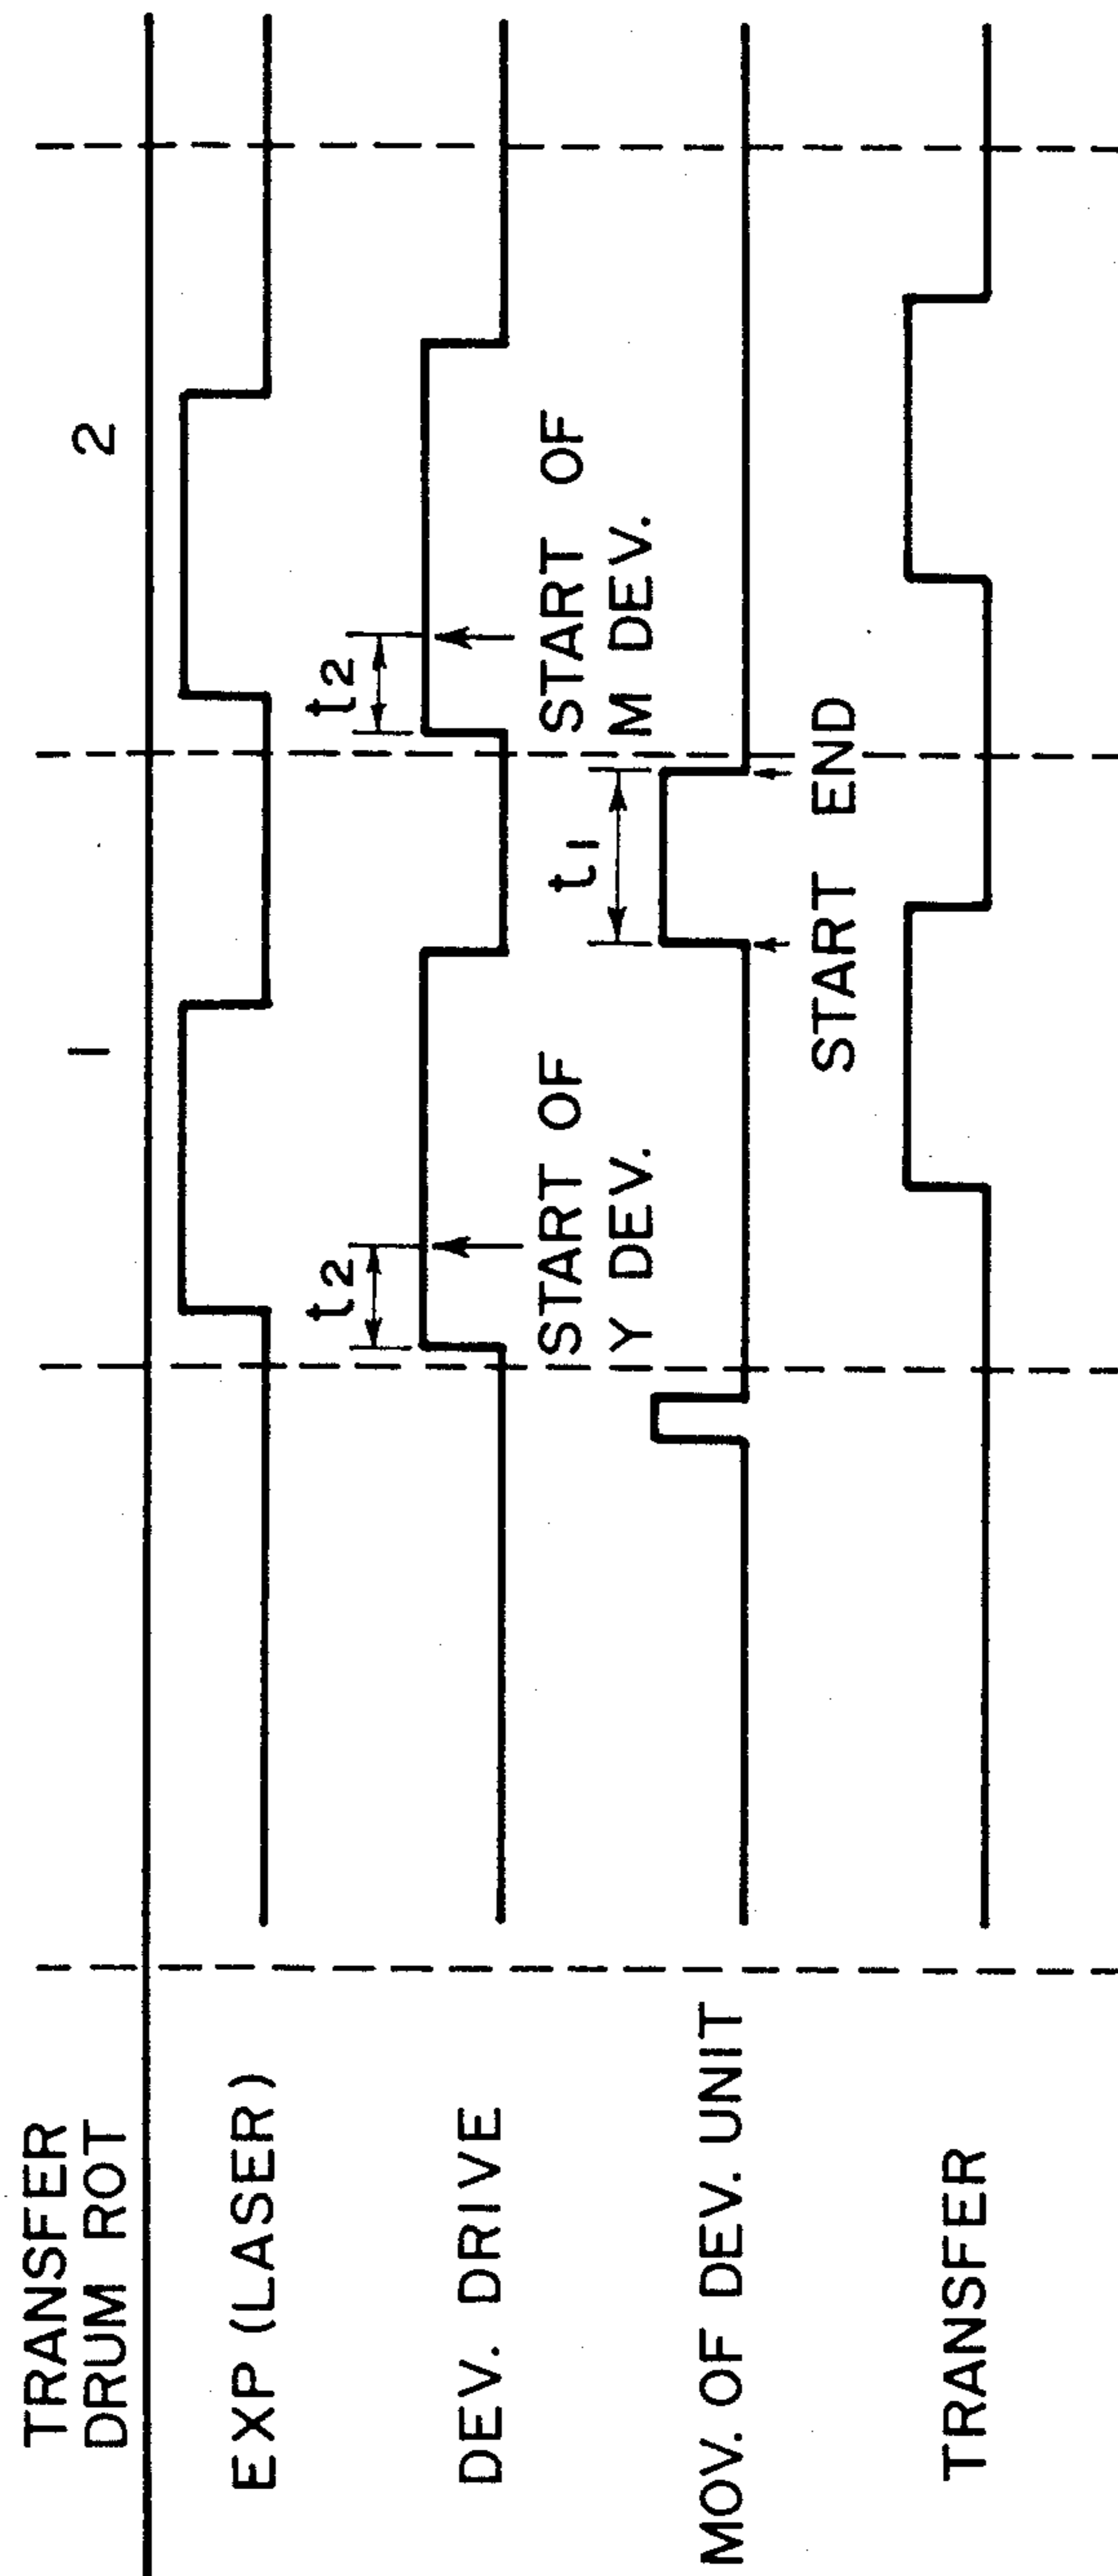 TRANSFER
DRUM ROT
1
2
EXP (LASER)
t2
t2
DEV. DRIVE
START OF
Y DEV.
START OF
M DEV.
t1
MOV. OF DEV. UNIT
START END
TRANSFER